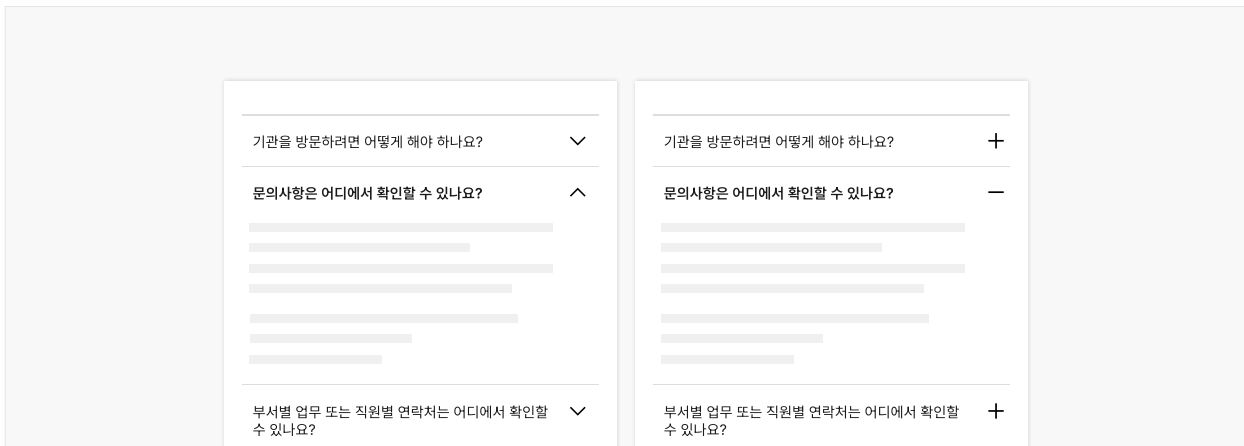 기관을 방문하려면 어떻게 해야 하나요?
문의사항은 어디에서 확인할 수 있나요?
부서별 업무 또는 직원별 연락처는 어디에서 확인할
수 있나요?
기관을 방문하려면 어떻게 해야 하나요?
문의사항은 어디에서 확인할 수 있나요?
부서별 업무 또는 직원별 연락처는 어디에서 확인할
수 있나요?